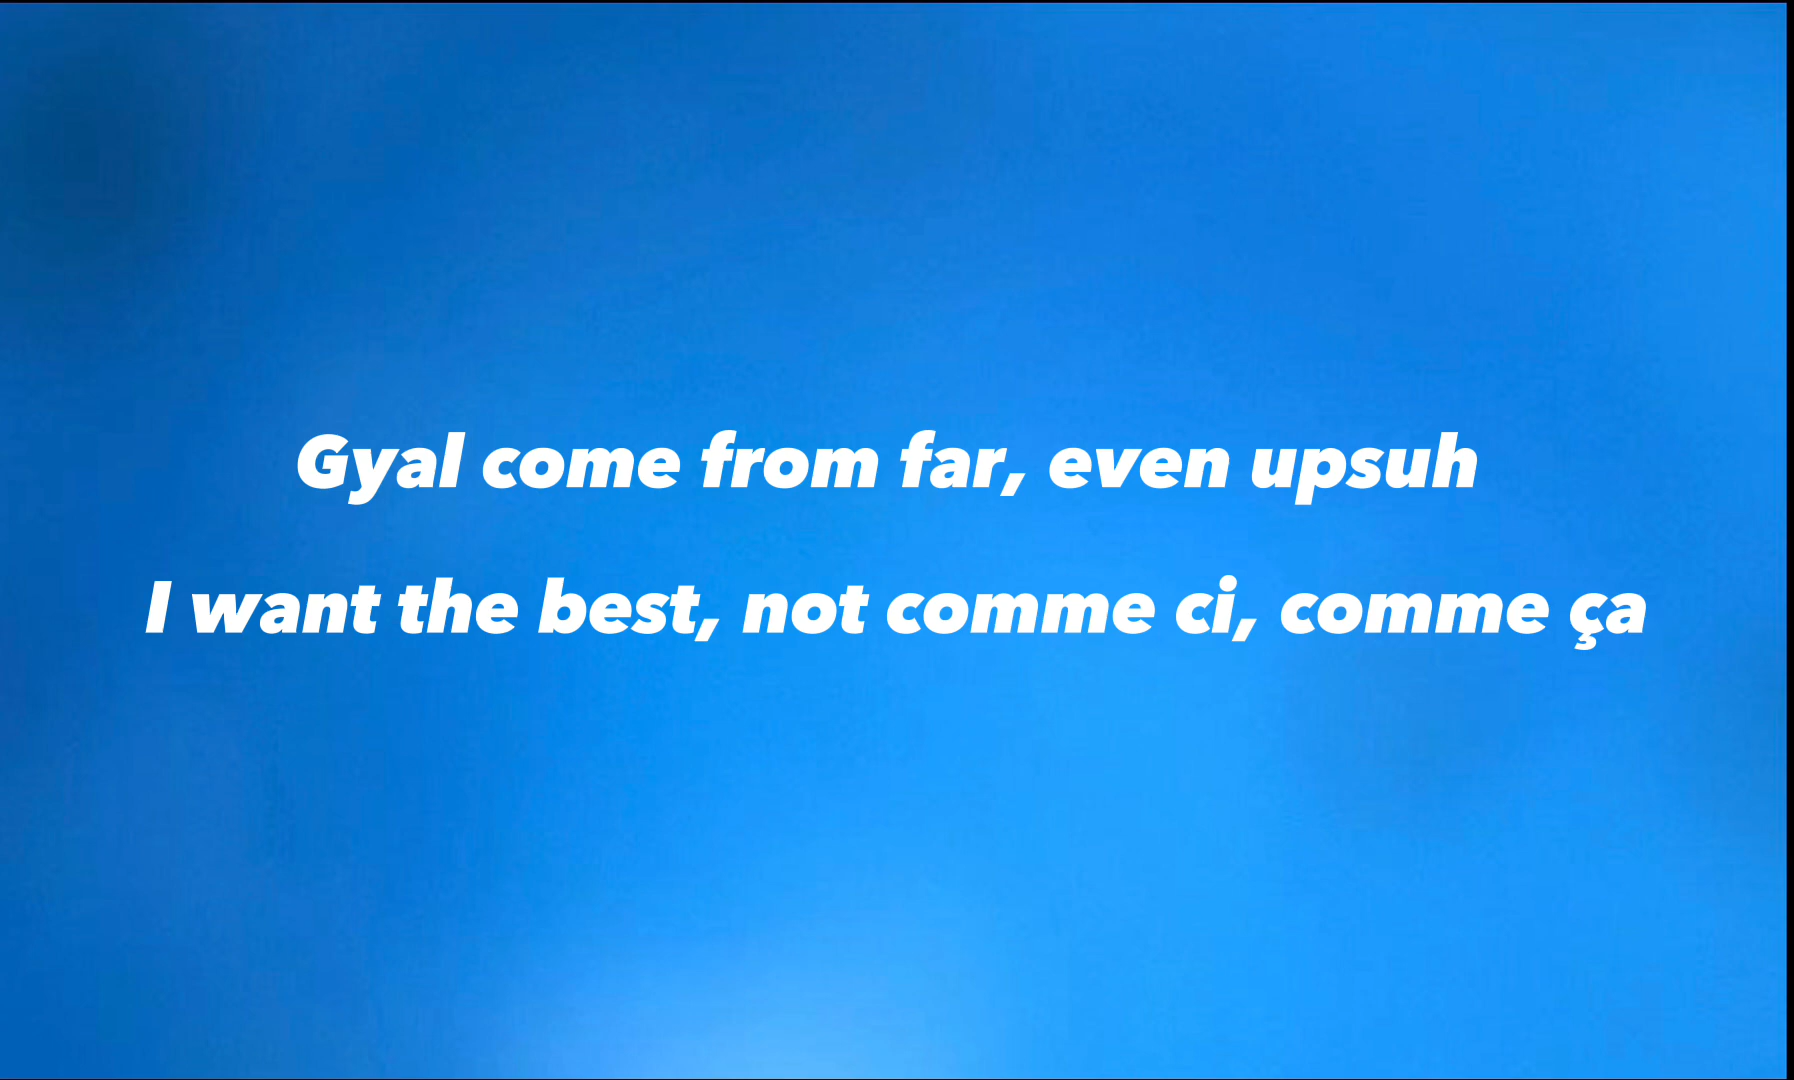 Gyal come from far, even upsuh
I want the best, not comme ci, comme ça